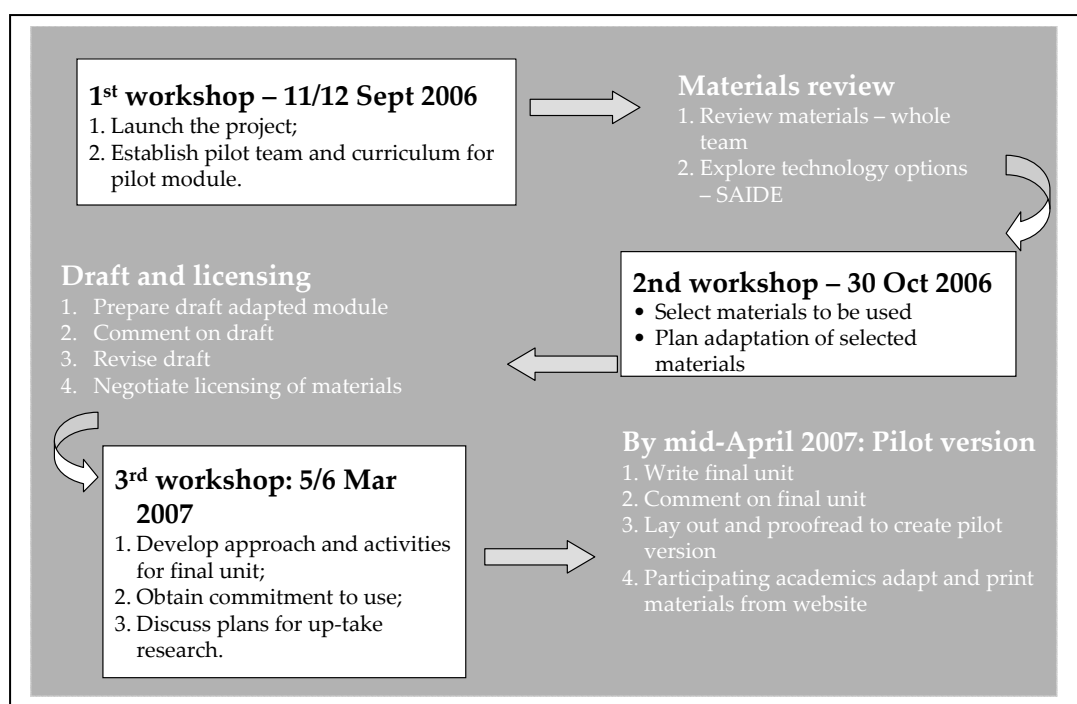 1st workshop – 11/12 Sept 2006
1. Launch the project;
2. Establish pilot team and curriculum for
pilot module.
Materials review
1. Review materials – whole
team
2. Explore technology options
– SAIDE
2nd workshop – 30 Oct 2006
• Select materials to be used
• Plan adaptation of selected
materials
Draft and licensing
1. Prepare draft adapted module
2. Comment on draft
3. Revise draft
4. Negotiate licensing of materials
3rd workshop: 5/6 Mar
2007
1. Develop approach and activities
for final unit;
2. Obtain commitment to use;
3. Discuss plans for up-take
research.
By mid-April 2007: Pilot version
1. Write final unit
2. Comment on final unit
3. Lay out and proofread to create pilot
version
4. Participating academics adapt and print
materials from website